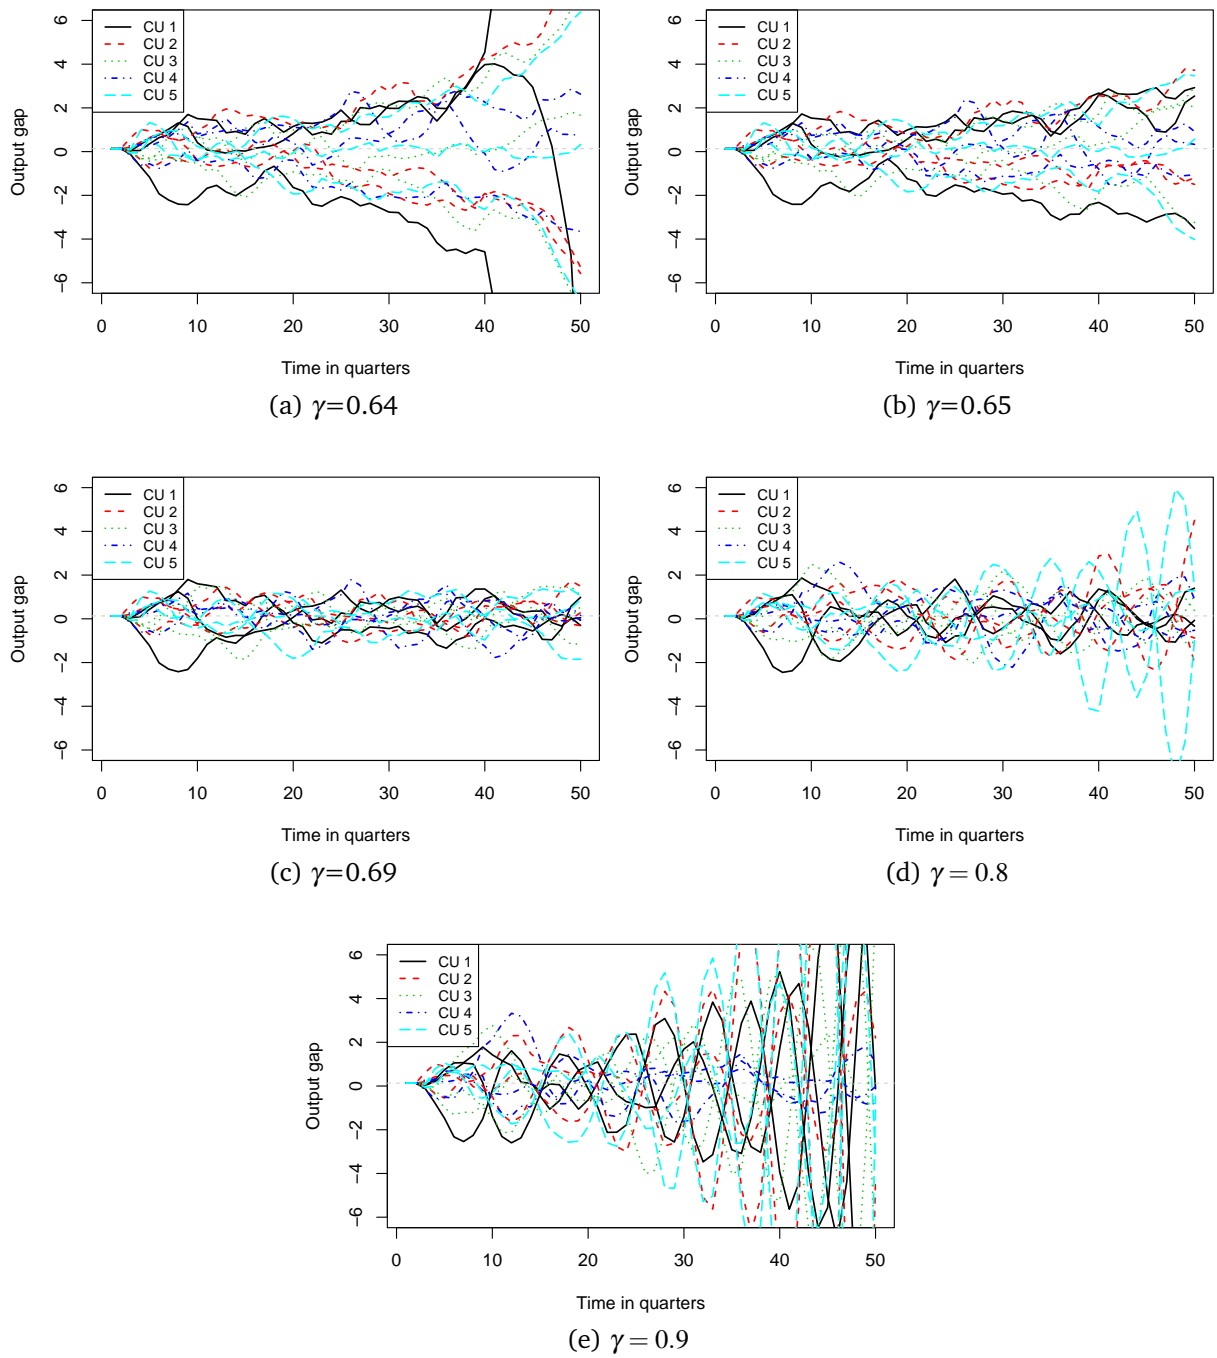 CU 1
CU 2
CU 3
CU 4
CU 5
Output gap
6
4
2
0
−2
−4
−6
0 10 20 30 40 50
Time in quarters
(a) γ=0.64
CU 1
CU 2
CU 3
CU 4
CU 5
Output gap
6
4
2
0
−2
−4
−6
0 10 20 30 40 50
Time in quarters
(b) γ=0.65
CU 1
CU 2
CU 3
CU 4
CU 5
Output gap
6
4
2
0
−2
−4
−6
0 10 20 30 40 50
Time in quarters
(c) γ=0.69
CU 1
CU 2
CU 3
CU 4
CU 5
Output gap
6
4
2
0
−2
−4
−6
0 10 20 30 40 50
Time in quarters
(d) γ = 0.8
CU 1
CU 2
CU 3
CU 4
CU 5
Output gap
6
4
2
0
−2
−4
−6
0 10 20 30 40 50
Time in quarters
(e) γ = 0.9